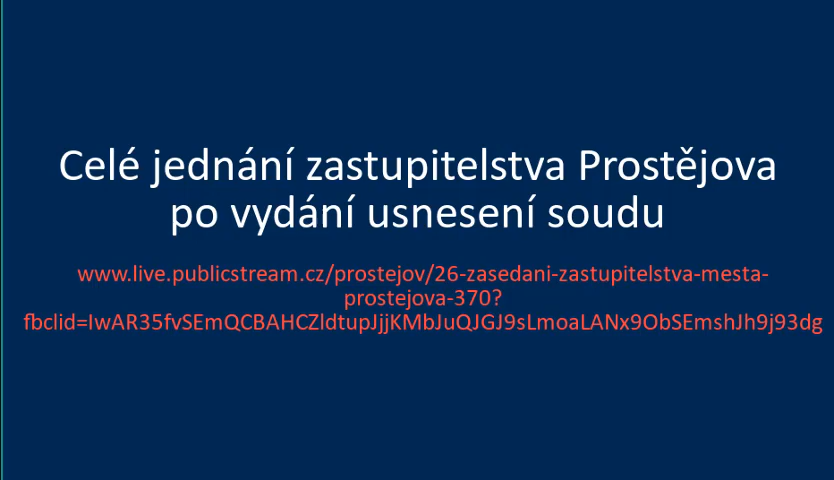 Celé jednání zastupitelstva Prostějova
po vydání usnesení soudu
www.live.publicstream.cz/prostejov/26-zasedani-zastupitelstva-mesta-
prostejova-370?
fbclid=IwAR35fvSEmQCBAHCZldtupJjjKMbJuQJGJ9sLmoaLANx9ObSEmshJh9j93dg